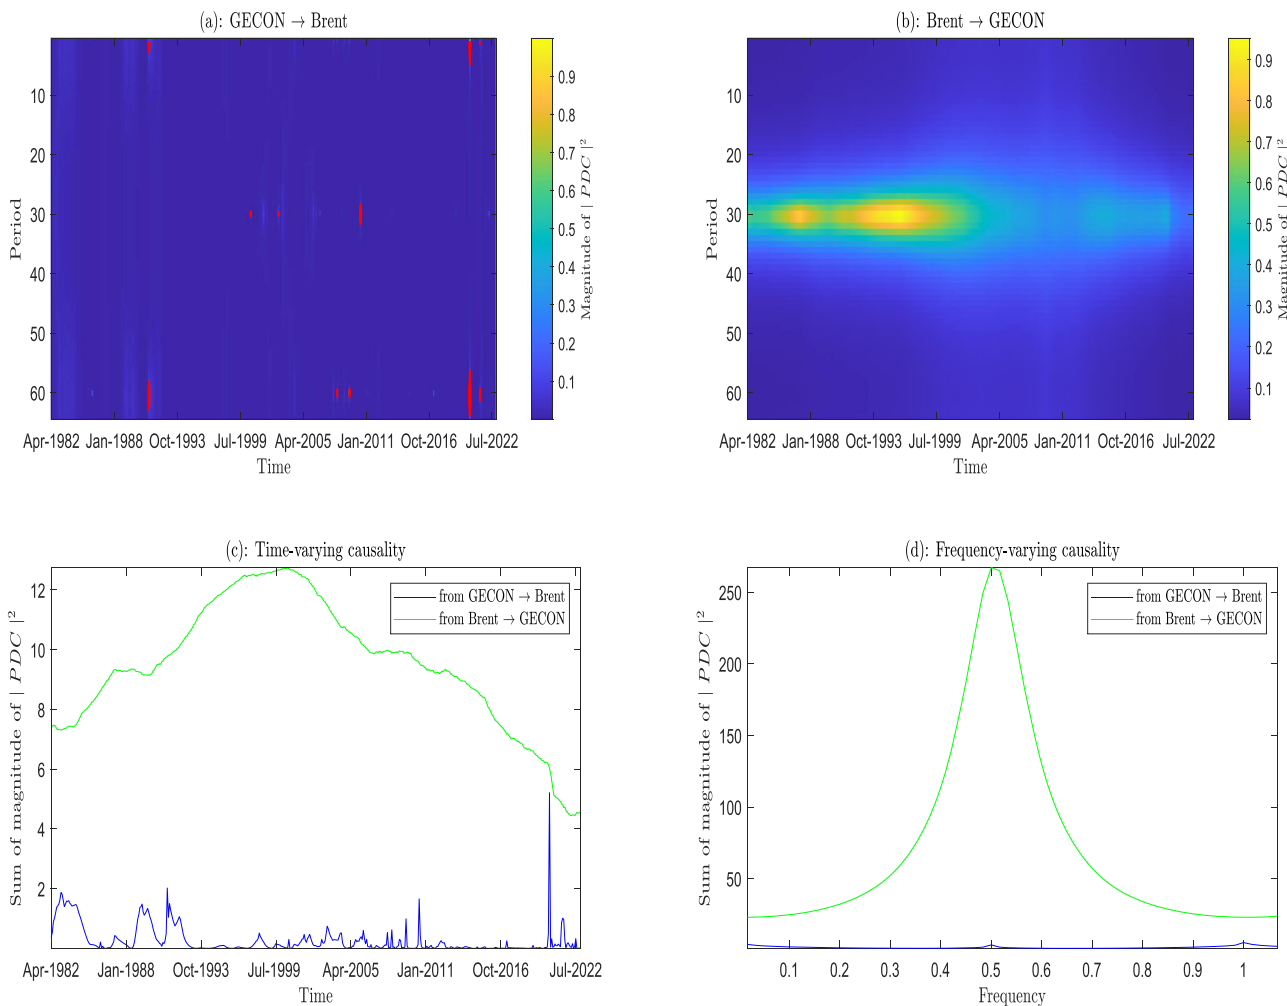 (a): GECON → Brent
10
20
30
40
50
60
Period
Apr-1982 Jan-1988 Oct-1993 Jul-1999 Apr-2005 Jan-2011 Oct-2016 Jul-2022
Time
0.9
0.8
0.7
0.6
0.5
0.4
0.3
0.2
0.1
Magnitude of | PDC |²
(b): Brent → GECON
10
20
30
40
50
60
Period
Apr-1982 Jan-1988 Oct-1993 Jul-1999 Apr-2005 Jan-2011 Oct-2016 Jul-2022
Time
0.9
0.8
0.7
0.6
0.5
0.4
0.3
0.2
0.1
Magnitude of | PDC |²
(c): Time-varying causality
12
10
8
6
4
2
Sum of magnitude of | PDC |²
from GECON → Brent
from Brent → GECON
Apr-1982 Jan-1988 Oct-1993 Jul-1999 Apr-2005 Jan-2011 Oct-2016 Jul-2022
Time
(d): Frequency-varying causality
250
200
150
100
50
Sum of magnitude of | PDC |²
from GECON → Brent
from Brent → GECON
0.1 0.2 0.3 0.4 0.5 0.6 0.7 0.8 0.9 1
Frequency